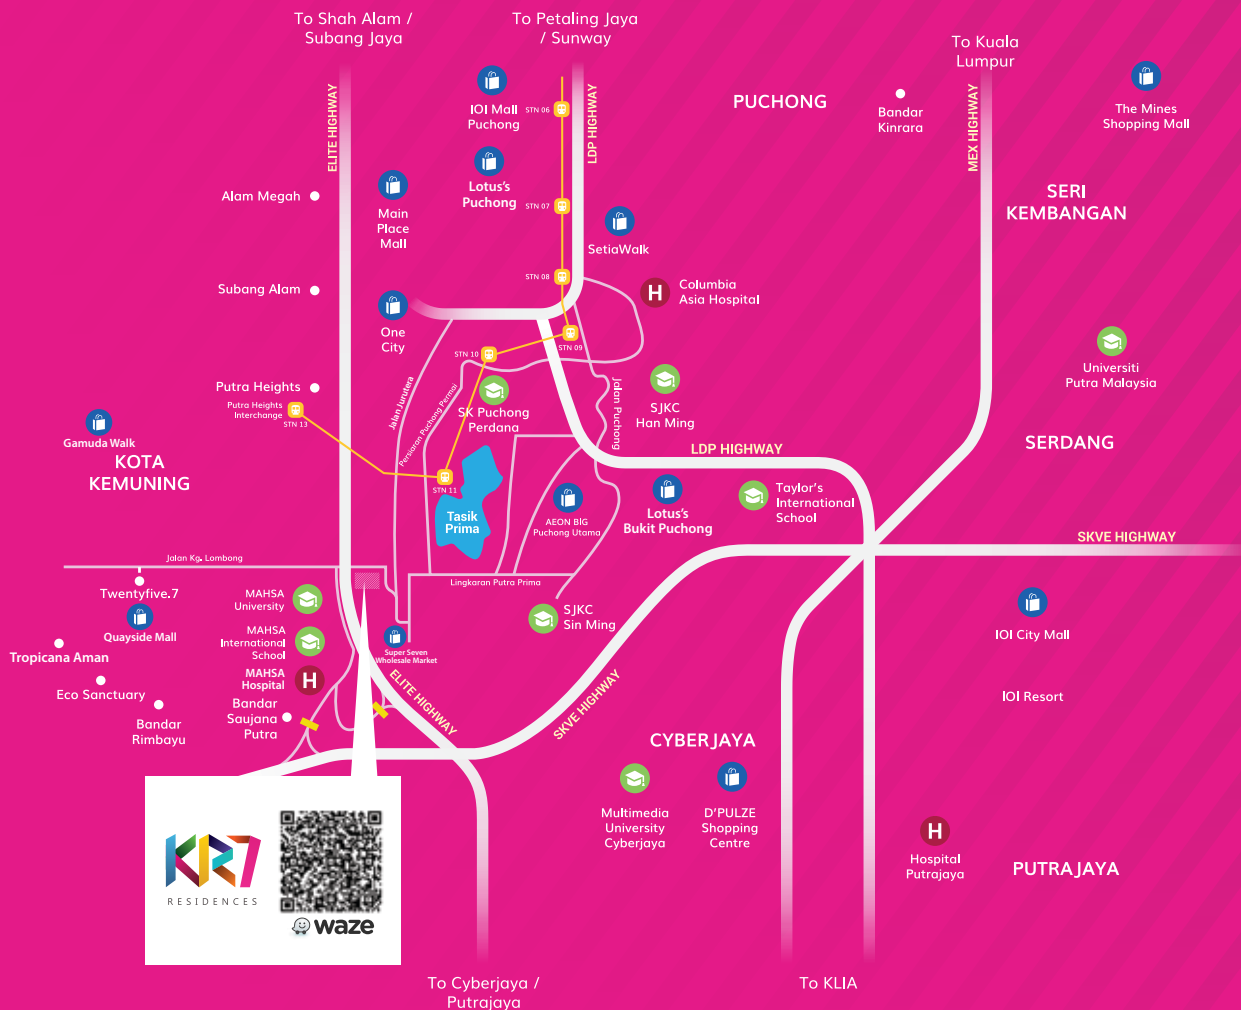 To Shah Alam /
Subang Jaya
To Petaling Jaya
/ Sunway
To Kuala
Lumpur
ELITE HIGHWAY
IOI Mall
Puchong
STN 06
LDP HIGHWAY
PUCHONG
Bandar
Kinrara
MEX HIGHWAY
The Mines
Shopping Mall
Lotus's
Puchong
Alam Megah
Main
Place
Mall
STN 07
SetiaWalk
SERI
KEMBANGAN
Subang Alam
STN 08
Columbia
Asia Hospital
H
One
City
STN 09
STN 10
Universiti
Putra Malaysia
Putra Heights
Putra Heights
Interchange
STN 13
Jalan Jurutera
Persiaran Puchong Permai
SK Puchong
Perdana
Jalan Puchong
SJKC
Han Ming
Gamuda Walk
KOTA
KEMUNING
LDP HIGHWAY
SERDANG
STN 11
Tasik
Prima
AEON BIG
Puchong Utama
Lotus's
Bukit Puchong
Taylor's
International
School
SKVE HIGHWAY
Jalan Kg. Lombong
Lingkaran Putra Prima
Twentyfive.7
Quayside Mall
MAHSA
University
MAHSA
International
School
MAHSA
Hospital
H
Super Seven
Wholesale Market
SJKC
Sin Ming
IOI City Mall
Tropicana Aman
Eco Sanctuary
Bandar
Rimbayu
Bandar
Saujana
Putra
ELITE HIGHWAY
SKVE HIGHWAY
IOI Resort
CYBERJAYA
Multimedia
University
Cyberjaya
D'PULZE
Shopping
Centre
H
Hospital
Putrajaya
PUTRAJAYA
KR7
RESIDENCES
waze
To Cyberjaya /
Putrajaya
To KLIA